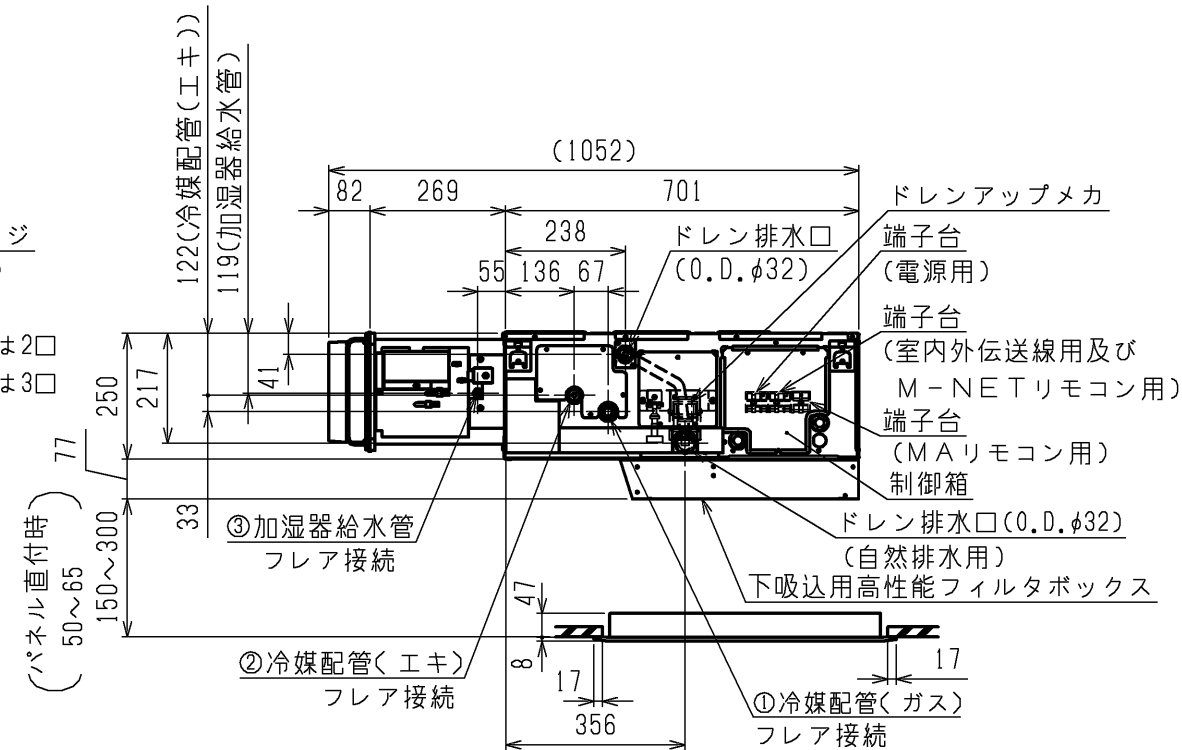 122(冷媒配管(エキ))
119(加湿器給水管)
(1052)
82
269
701
ドレンアップメカ
ジ
238
ドレン排水口
(O.D.φ32)
端子台
(電源用)
55
136
67
端子台
(室内外伝送線用及び
M-NETリモコン用)
は2口
は3口
250
217
41
端子台
(MAリモコン用)
制御箱
77
33
③加湿器給水管
フレア接続
ドレン排水口(O.D.φ32)
(自然排水用)
下吸込用高性能フィルタボックス
(パネル直付時)
50~65
150~300
47
8
②冷媒配管(エキ)
フレア接続
17
17
①冷媒配管(ガス)
フレア接続
356